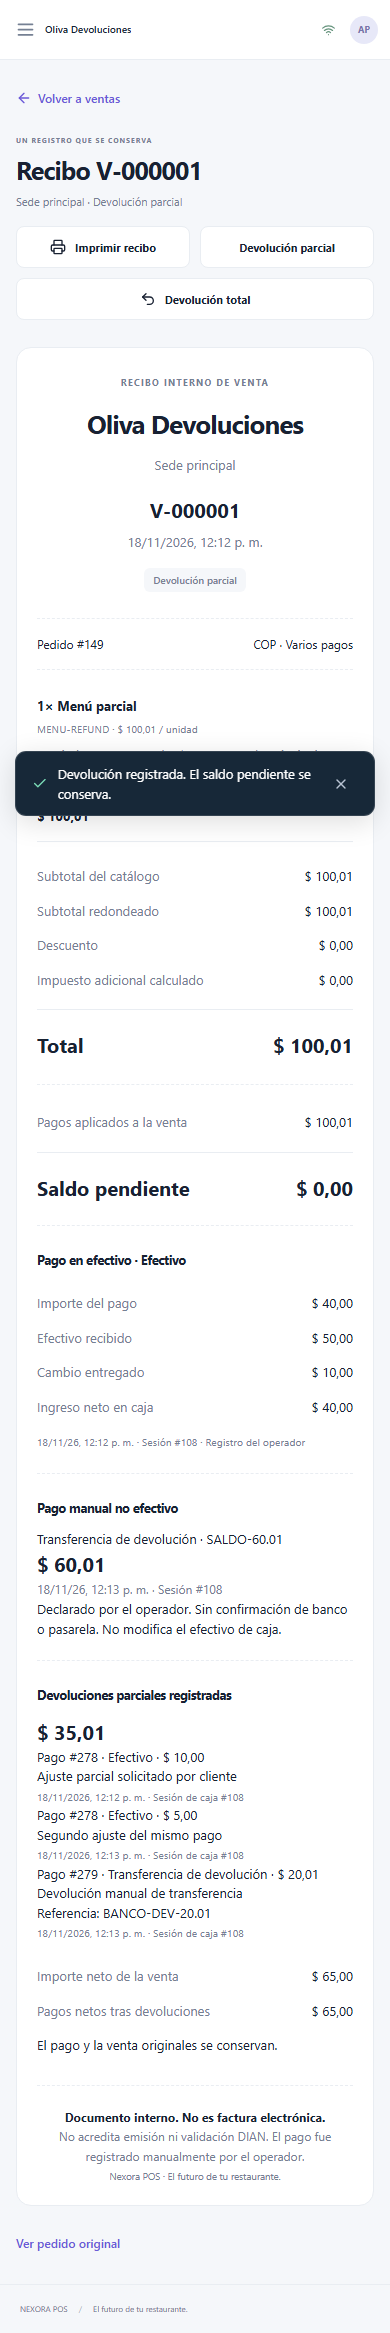 Oliva Devoluciones
AP
Volver a ventas
UN REGISTRO QUE SE CONSERVA
Recibo V-000001
Sede principal · Devolución parcial
Imprimir recibo
Devolución parcial
Devolución total
RECIBO INTERNO DE VENTA
Oliva Devoluciones
Sede principal
V-000001
18/11/2026, 12:12 p. m.
Devolución parcial
Pedido #149
COP · Varios pagos
1× Menú parcial
MENU-REFUND · $ 100,01 / unidad
Devolución registrada. El saldo pendiente se
conserva.
$ 100,01
Subtotal del catálogo $ 100,01
Subtotal redondeado $ 100,01
Descuento $ 0,00
Impuesto adicional calculado $ 0,00
Total $ 100,01
Pagos aplicados a la venta $ 100,01
Saldo pendiente $ 0,00
Pago en efectivo · Efectivo
Importe del pago $ 40,00
Efectivo recibido $ 50,00
Cambio entregado $ 10,00
Ingreso neto en caja $ 40,00
18/11/26, 12:12 p. m. · Sesión #108 · Registro del operador
Pago manual no efectivo
Transferencia de devolución · SALDO-60.01
$ 60,01
18/11/26, 12:13 p. m. · Sesión #108
Declarado por el operador. Sin confirmación de banco
o pasarela. No modifica el efectivo de caja.
Devoluciones parciales registradas
$ 35,01
Pago #278 · Efectivo · $ 10,00
Ajuste parcial solicitado por cliente
18/11/26, 12:12 p. m. · Sesión de caja #108
Pago #278 · Efectivo · $ 5,00
Segundo ajuste del mismo pago
18/11/26, 12:13 p. m. · Sesión de caja #108
Pago #279 · Transferencia de devolución · $ 20,01
Devolución manual de transferencia
Referencia: BANCO-DEV-20.01
18/11/26, 12:13 p. m. · Sesión de caja #108
Importe neto de la venta $ 65,00
Pagos netos tras devoluciones $ 65,00
El pago y la venta originales se conservan.
Documento interno. No es factura electrónica.
No acredita emisión ni validación DIAN. El pago fue
registrado manualmente por el operador.
Nexora POS · El futuro de tu restaurante.
Ver pedido original
NEXORA POS / El futuro de tu restaurante.